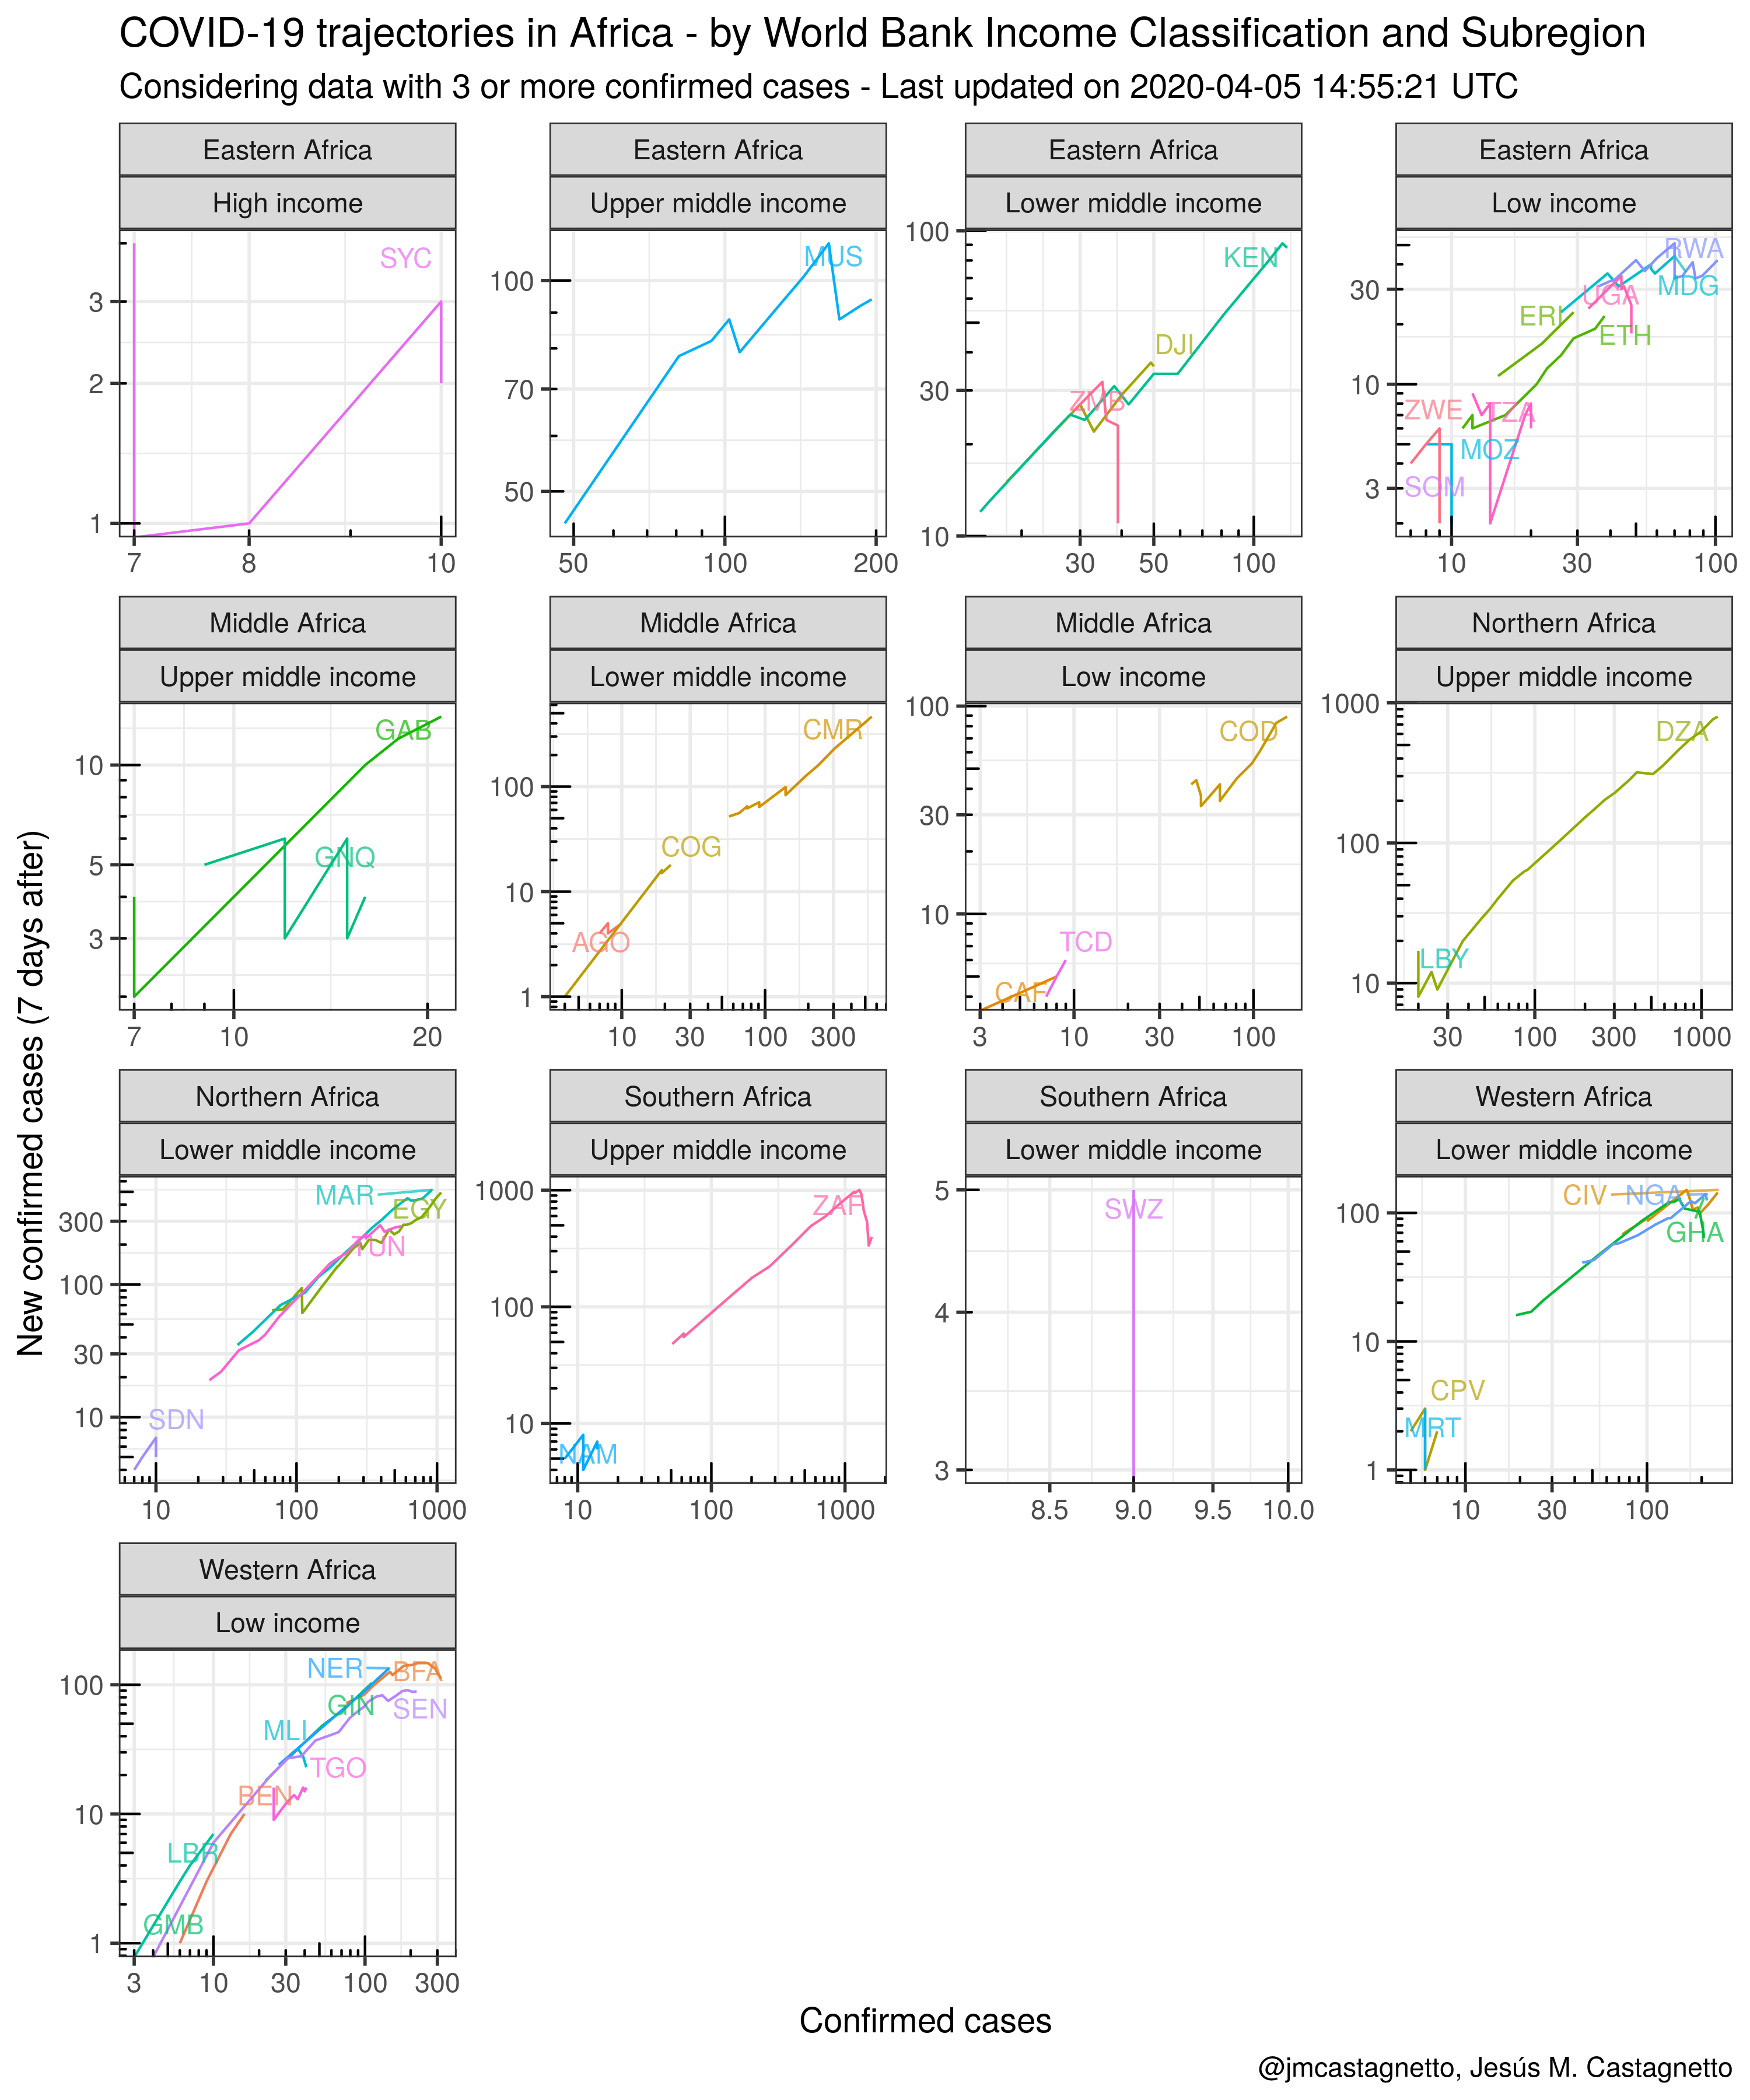 COVID-19 trajectories in Africa - by World Bank Income Classification and Subregion
Considering data with 3 or more confirmed cases - Last updated on 2020-04-05 14:55:21 UTC
New confirmed cases (7 days after)
Eastern Africa
High income
SYC
3
2
1
7 8 10
Eastern Africa
Upper middle income
MUS
100
70
50
50 100 200
Eastern Africa
Lower middle income
KEN
DJI
ZMB
100
30
10
30 50 100
Eastern Africa
Low income
RWA
MDG
UGA
ERI
ETH
ZWE
TZA
MOZ
SOM
30
10
3
10 30 100
Middle Africa
Upper middle income
GAB
GNQ
10
5
3
7 10 20
Middle Africa
Lower middle income
CMR
COG
AGO
100
10
1
10 30 100 300
Middle Africa
Low income
COD
TCD
CAF
100
30
10
3 10 30 100
Northern Africa
Upper middle income
DZA
LBY
1000
100
10
30 100 300 1000
Northern Africa
Lower middle income
MAR
EGY
TUN
SDN
300
100
30
10
10 100 1000
Southern Africa
Upper middle income
ZAF
NAM
1000
100
10
10 100 1000
Southern Africa
Lower middle income
SWZ
5
4
3
8.5 9.0 9.5 10.0
Western Africa
Lower middle income
CIV
NGA
GHA
CPV
MRT
100
10
1
10 30 100
Western Africa
Low income
NER
BFA
GIN
SEN
MLI
TGO
BEN
LBR
GMB
100
10
1
3 10 30 100 300
Confirmed cases
@jmcastagnetto, Jesús M. Castagnetto